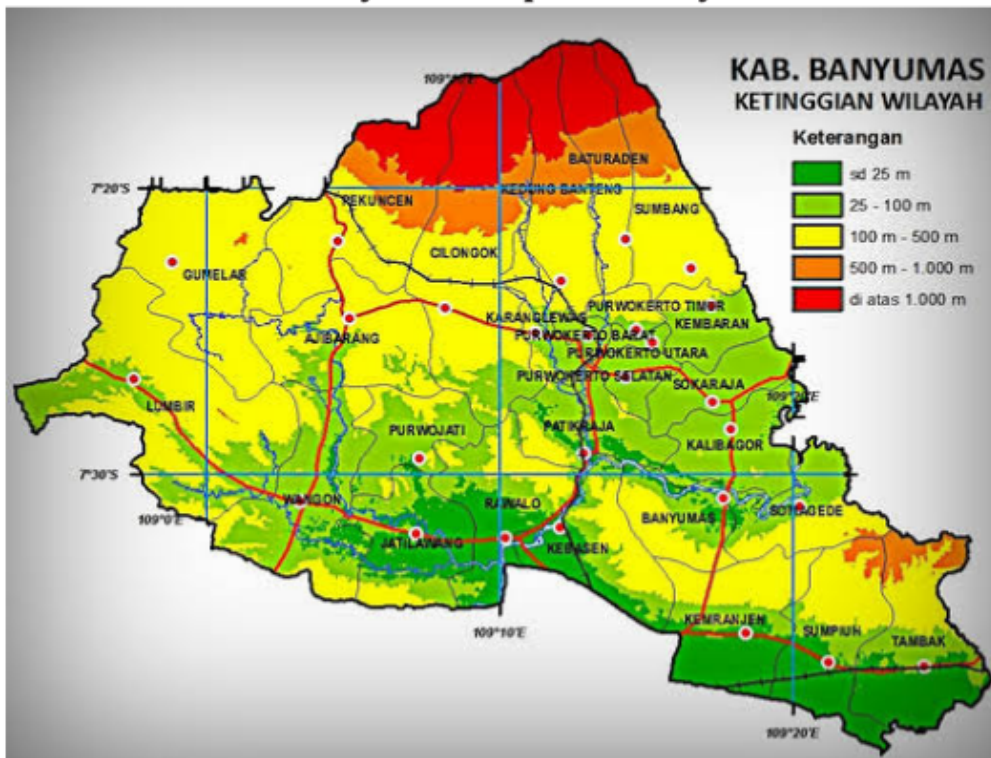 KAB. BANYUMAS
KETINGGIAN WILAYAH
Keterangan
sd 25 m
25 - 100 m
100 m - 500 m
500 m - 1.000 m
di atas 1.000 m
7°20'S
BATURADEN
KEDUNG BANTENG
PEKUNCEN
SUMBANG
CILONGOK
GUMELAR
PURWOKERTO TIMUR
KARANGLEWAS
KEMBARAN
AJIBARANG
PURWOKERTO BARAT
PURWOKERTO UTARA
PURWOKERTO SELATAN
SOKARAJA
LUMBIR
PURWOJATI
PATIKRAJA
KALIBAGOR
7°30'S
WANGON
RAWALO
BANYUMAS
109°0'E
JATILAWANG
KEBASEN
KEMRANJEN
109°10'E
SUMPIUH
TAMBAK
109°20'E